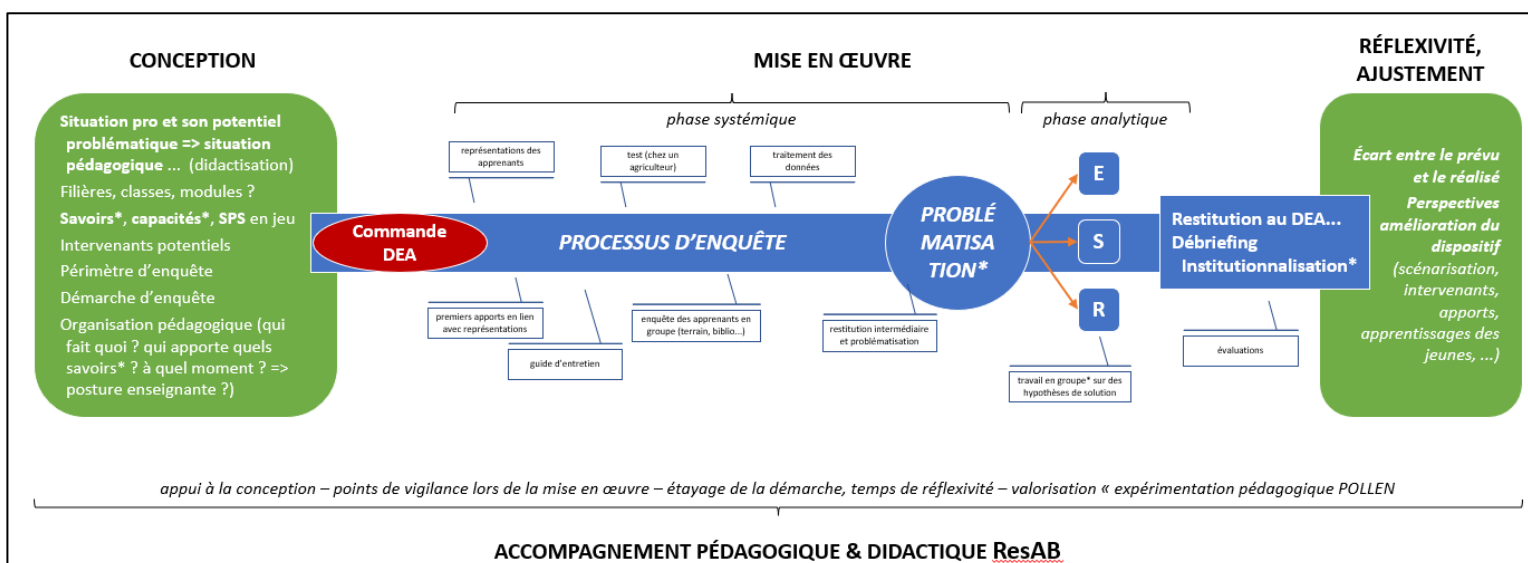 CONCEPTION
MISE EN ŒUVRE
RÉFLEXIVITÉ,
AJUSTEMENT
Situation pro et son potentiel
problématique => situation
pédagogique ... (didactisation)
Filières, classes, modules ?
Savoirs*, capacités*, SPS en jeu
Intervenants potentiels
Périmètre d'enquête
Démarche d'enquête
Organisation pédagogique (qui
fait quoi ? qui apporte quels
savoirs* ? à quel moment ? =>
posture enseignante ?)
phase systémique
phase analytique
représentations des
apprenants
test (chez un
agriculteur)
traitement des
données
Commande
DEA
PROCESSUS D'ENQUÊTE
PROBLÉ
MATISA
TION*
E
S
R
Restitution au DEA...
Débriefing
Institutionnalisation*
premiers apports en lien
avec représentations
guide d'entretien
enquête des apprenants en
groupe (terrain, biblio...)
restitution intermédiaire
et problématisation
travail en groupe* sur des
hypothèses de solution
évaluations
Écart entre le prévu
et le réalisé
Perspectives
amélioration du
dispositif
(scénarisation,
intervenants,
apports,
apprentissages des
jeunes, ...)
appui à la conception – points de vigilance lors de la mise en œuvre – étayage de la démarche, temps de réflexivité – valorisation « expérimentation pédagogique POLLEN
ACCOMPAGNEMENT PÉDAGOGIQUE & DIDACTIQUE ResAB